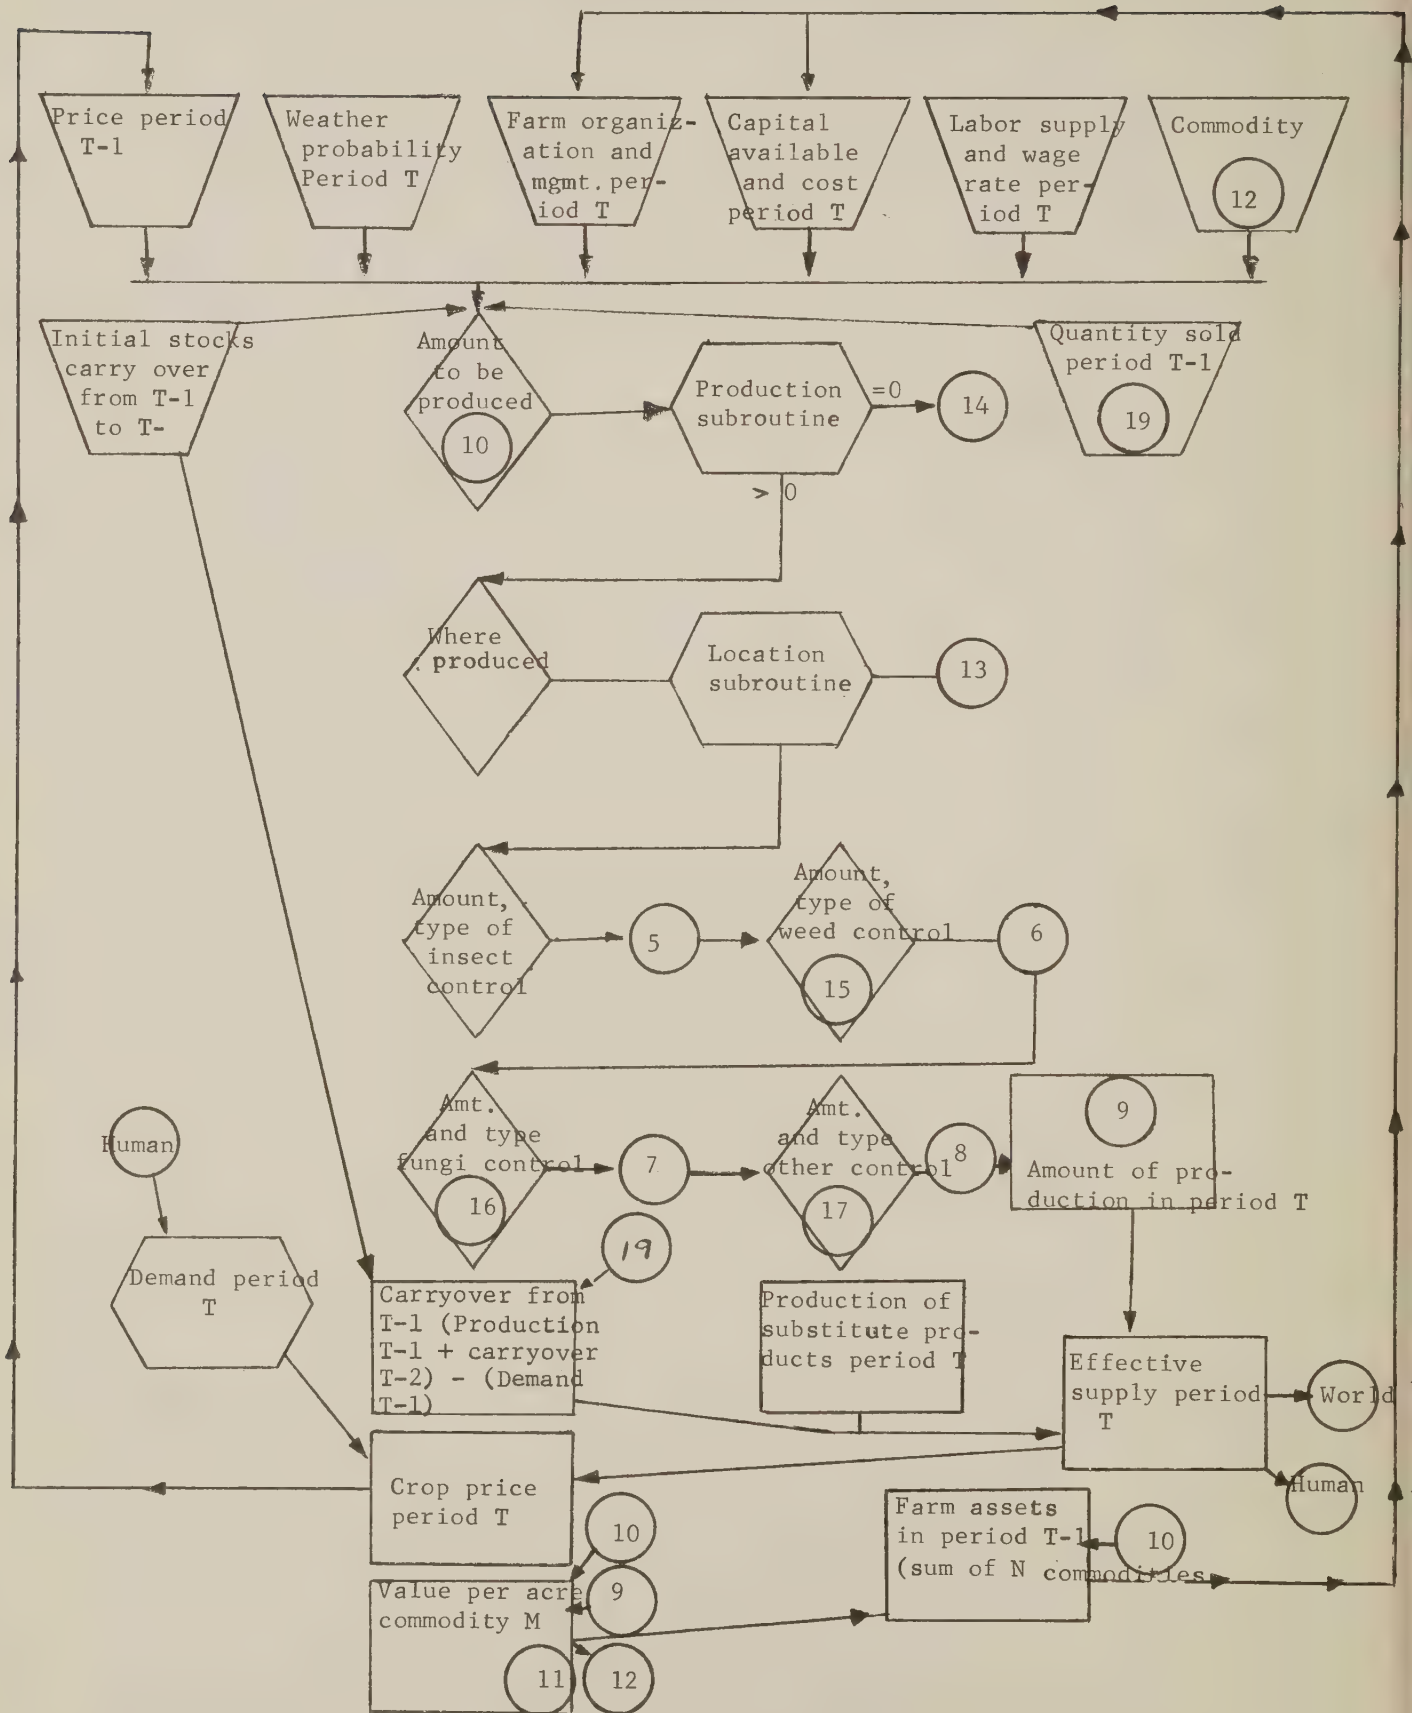 Price period
T-1
Weather
probability
Period T
Farm organiz-
ation and
mgmt. per-
iod T
Capital
available
and cost
period T
Labor supply
and wage
rate per-
iod T
Commodity
12
Initial stocks
carry over
from T-1
to T-
Amount
to be
produced
10
Production
subroutine
=0
14
> 0
Quantity sold
period T-1
19
Where
produced
Location
subroutine
13
Amount,
type of
insect
control
5
Amount,
type of
weed control
15
6
Amt.
and type
fungi control
16
7
Amt.
and type
other control
17
8
9
Amount of pro-
duction in period T
Human
Demand period
T
19
Carryover from
T-1 (Production
T-1 + carryover
T-2) - (Demand
T-1)
Production of
substitute pro-
ducts period T
Effective
supply period
T
World
Human
Crop price
period T
10
Value per acre
commodity M
9
11
12
Farm assets
in period T-1
(sum of N commodities
10